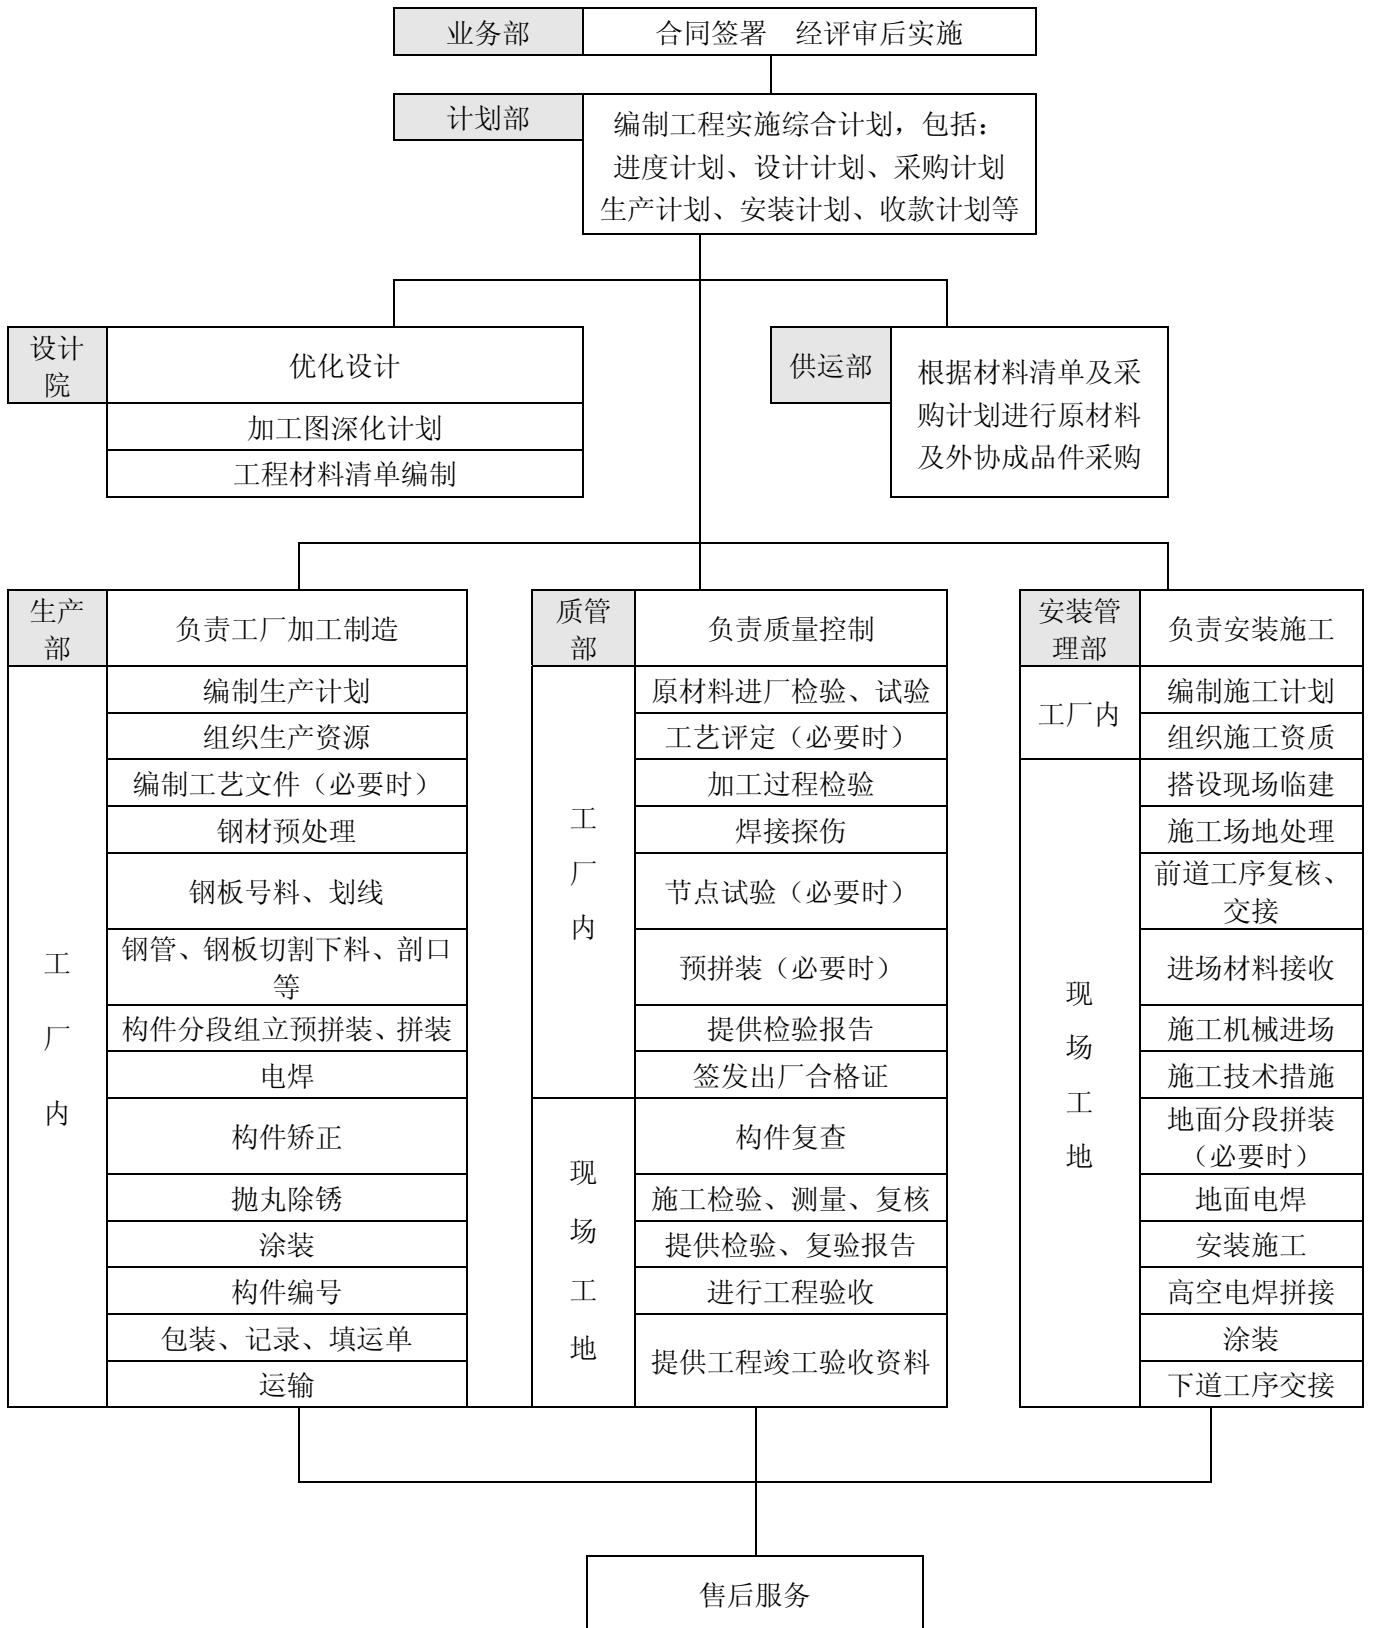 业务部
合同签署　经评审后实施
计划部
编制工程实施综合计划，包括：
进度计划、设计计划、采购计划
生产计划、安装计划、收款计划等
设计
院
优化设计
加工图深化计划
工程材料清单编制
供运部
根据材料清单及采
购计划进行原材料
及外协成品件采购
生产
部
负责工厂加工制造
工
厂
内
编制生产计划
组织生产资源
编制工艺文件（必要时）
钢材预处理
钢板号料、划线
钢管、钢板切割下料、剖口
等
构件分段组立预拼装、拼装
电焊
构件矫正
抛丸除锈
涂装
构件编号
包装、记录、填运单
运输
质管
部
负责质量控制
工
厂
内
原材料进厂检验、试验
工艺评定（必要时）
加工过程检验
焊接探伤
节点试验（必要时）
预拼装（必要时）
提供检验报告
签发出厂合格证
现
场
工
地
构件复查
施工检验、测量、复核
提供检验、复验报告
进行工程验收
提供工程竣工验收资料
安装管
理部
负责安装施工
工厂内
编制施工计划
组织施工资质
现
场
工
地
搭设现场临建
施工场地处理
前道工序复核、
交接
进场材料接收
施工机械进场
施工技术措施
地面分段拼装
（必要时）
地面电焊
安装施工
高空电焊拼接
涂装
下道工序交接
售后服务